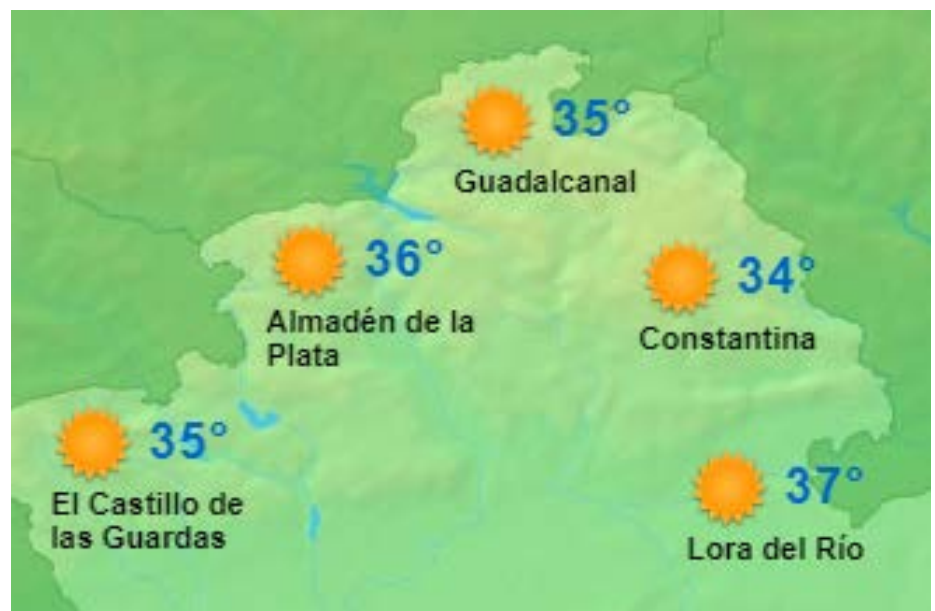 35°
Guadalcanal
36°
Almadén de la
Plata
34°
Constantina
35°
El Castillo de
las Guardas
37°
Lora del Río